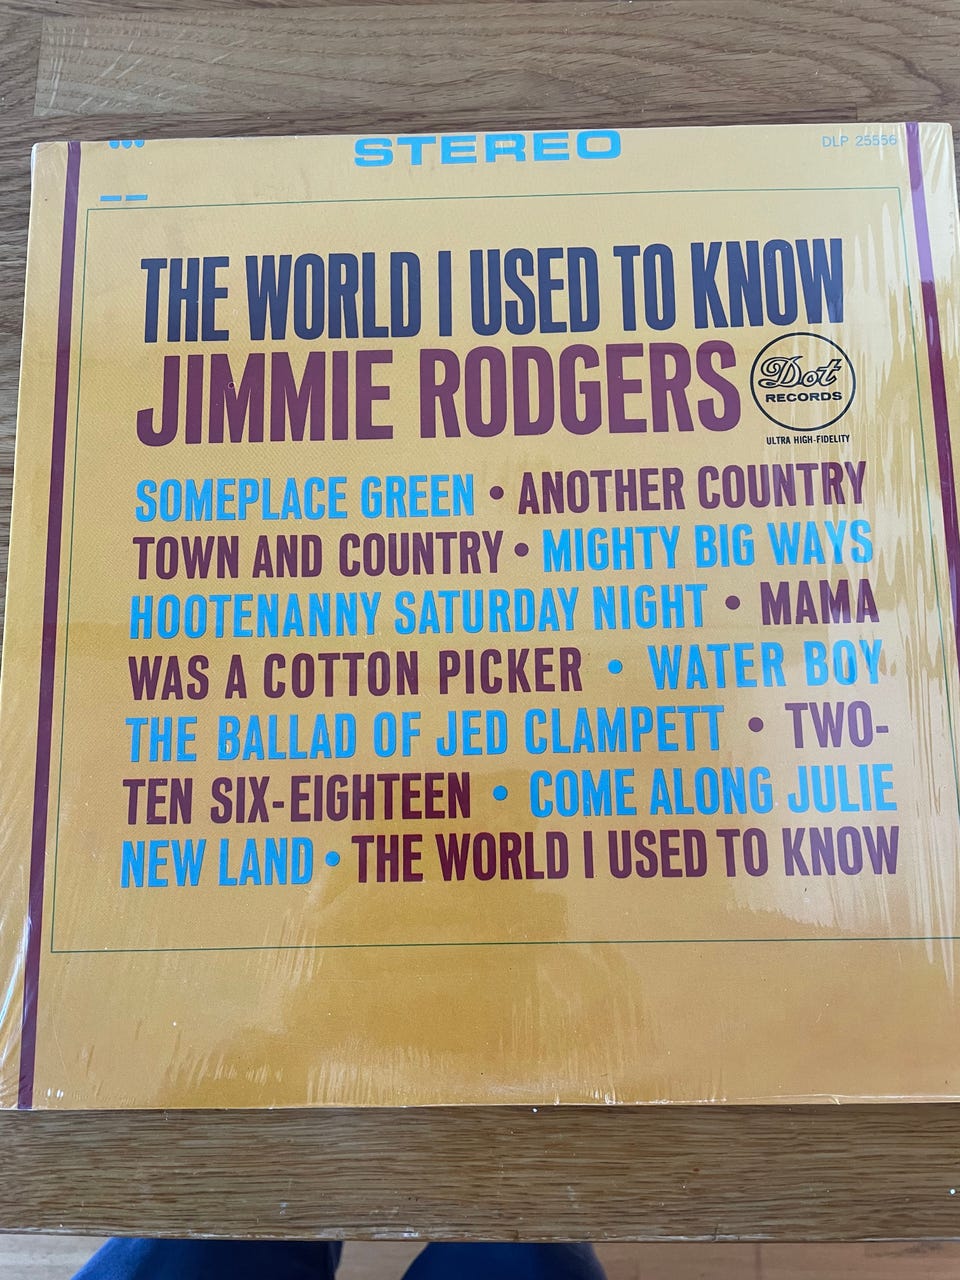 STEREO
DLP 25556
THE WORLD I USED TO KNOW
JIMMIE RODGERS
Dot
RECORDS
ULTRA HIGH-FIDELITY
SOMEPLACE GREEN • ANOTHER COUNTRY
TOWN AND COUNTRY • MIGHTY BIG WAYS
HOOTENANNY SATURDAY NIGHT • MAMA
WAS A COTTON PICKER • WATER BOY
THE BALLAD OF JED CLAMPETT • TWO-
TEN SIX-EIGHTEEN • COME ALONG JULIE
NEW LAND • THE WORLD I USED TO KNOW